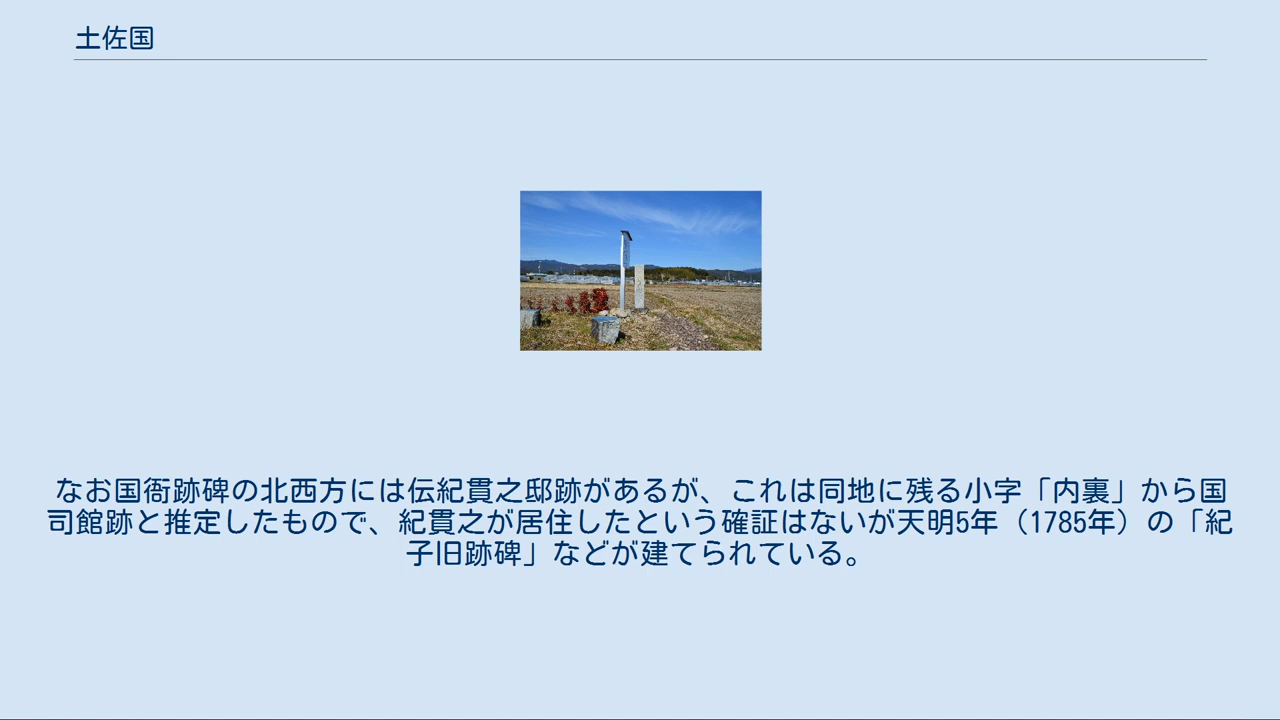 土佐国
なお国衙跡碑の北西方には伝紀貫之邸跡があるが、これは同地に残る小字「内裏」から国
司館跡と推定したもので、紀貫之が居住したという確証はないが天明5年（1785年）の「紀
子旧跡碑」などが建てられている。